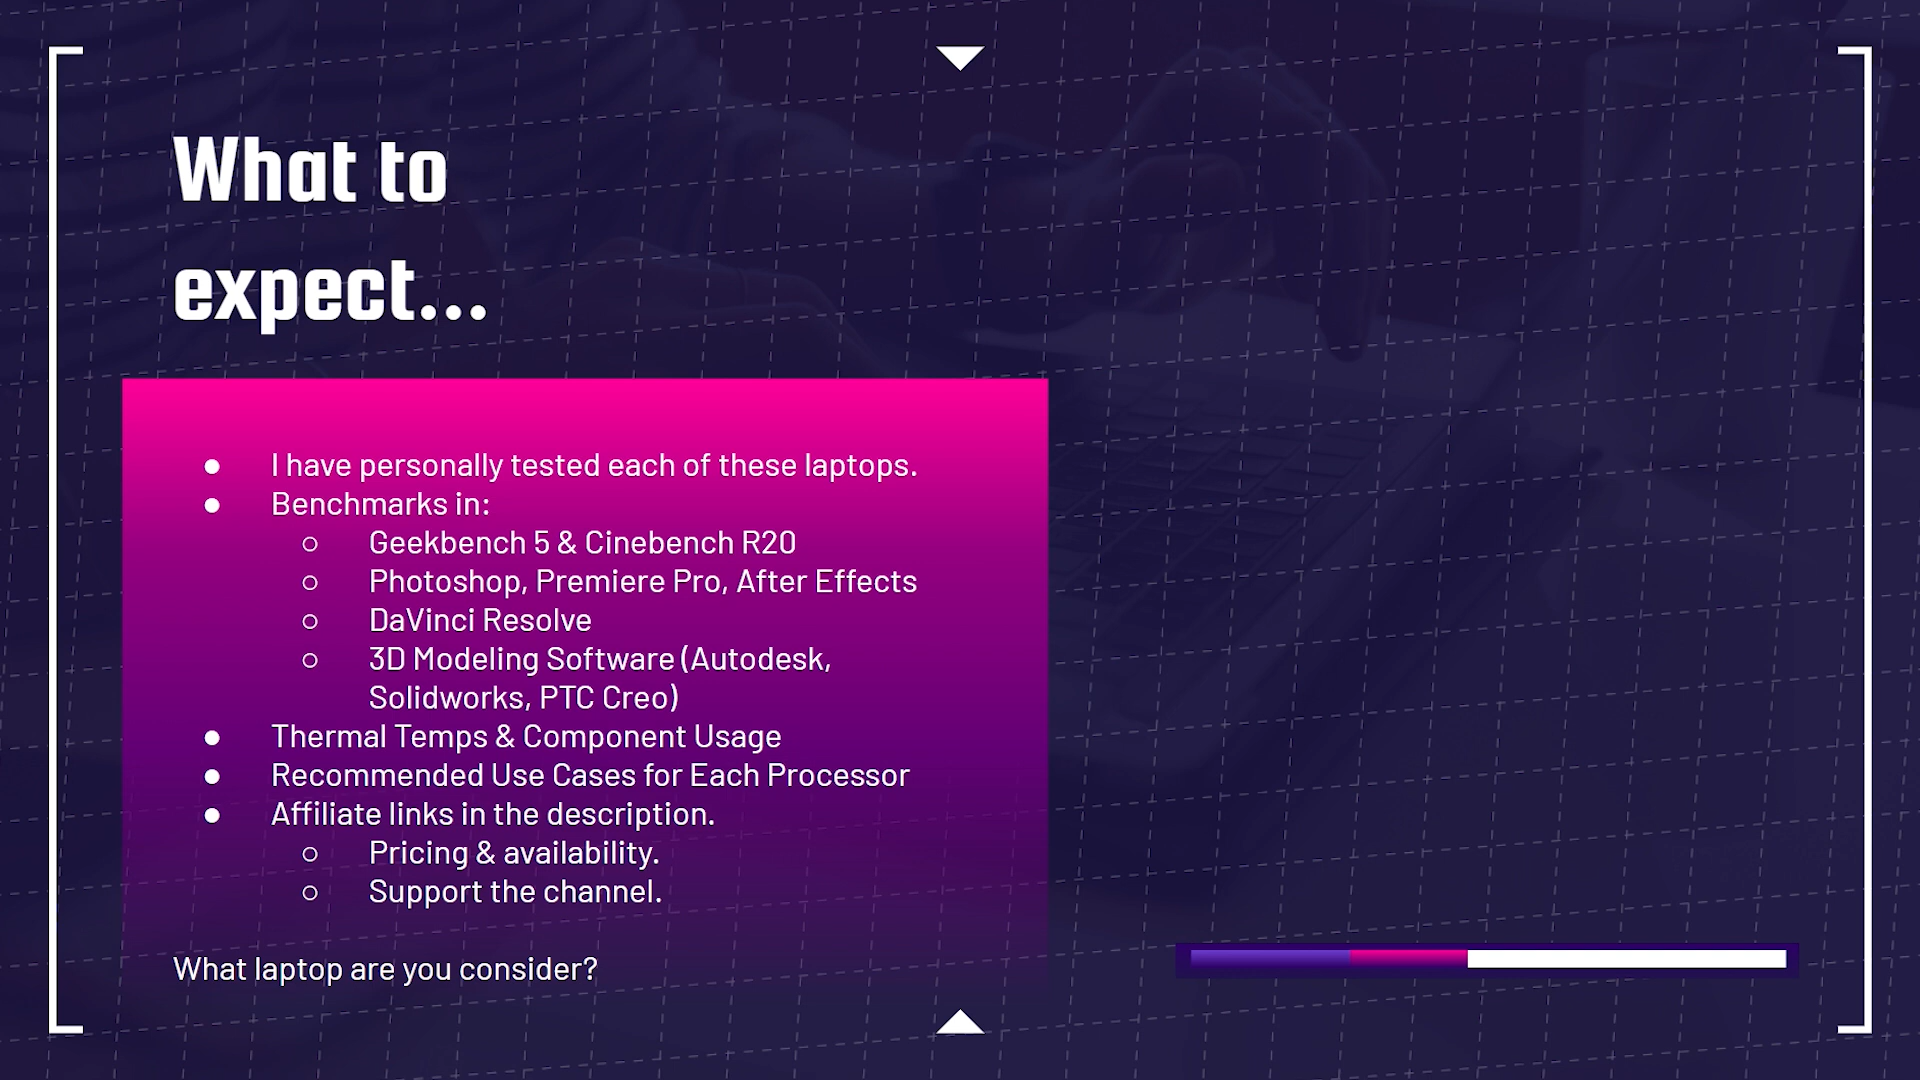 What to
expect...
● I have personally tested each of these laptops.
● Benchmarks in:
○ Geekbench 5 & Cinebench R20
○ Photoshop, Premiere Pro, After Effects
○ DaVinci Resolve
○ 3D Modeling Software (Autodesk,
Solidworks, PTC Creo)
● Thermal Temps & Component Usage
● Recommended Use Cases for Each Processor
● Affiliate links in the description.
○ Pricing & availability.
○ Support the channel.
What laptop are you consider?